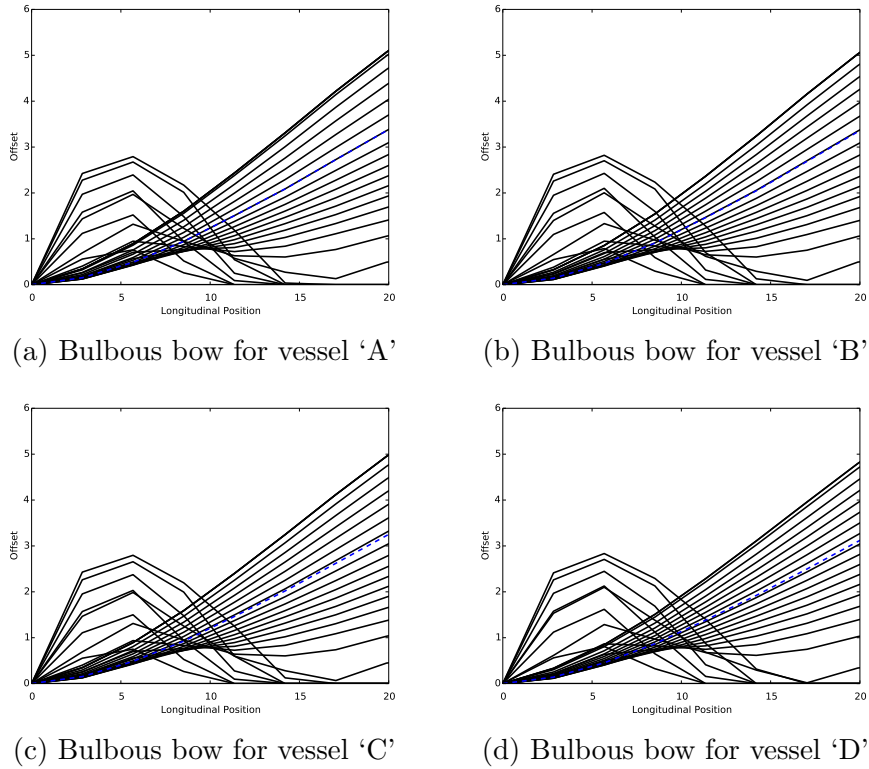 6
5
4
3
2
1
0
Offset
0 5 10 15 20
Longitudinal Position
(a) Bulbous bow for vessel ‘A’
6
5
4
3
2
1
0
Offset
0 5 10 15 20
Longitudinal Position
(b) Bulbous bow for vessel ‘B’
6
5
4
3
2
1
0
Offset
0 5 10 15 20
Longitudinal Position
(c) Bulbous bow for vessel ‘C’
6
5
4
3
2
1
0
Offset
0 5 10 15 20
Longitudinal Position
(d) Bulbous bow for vessel ‘D’